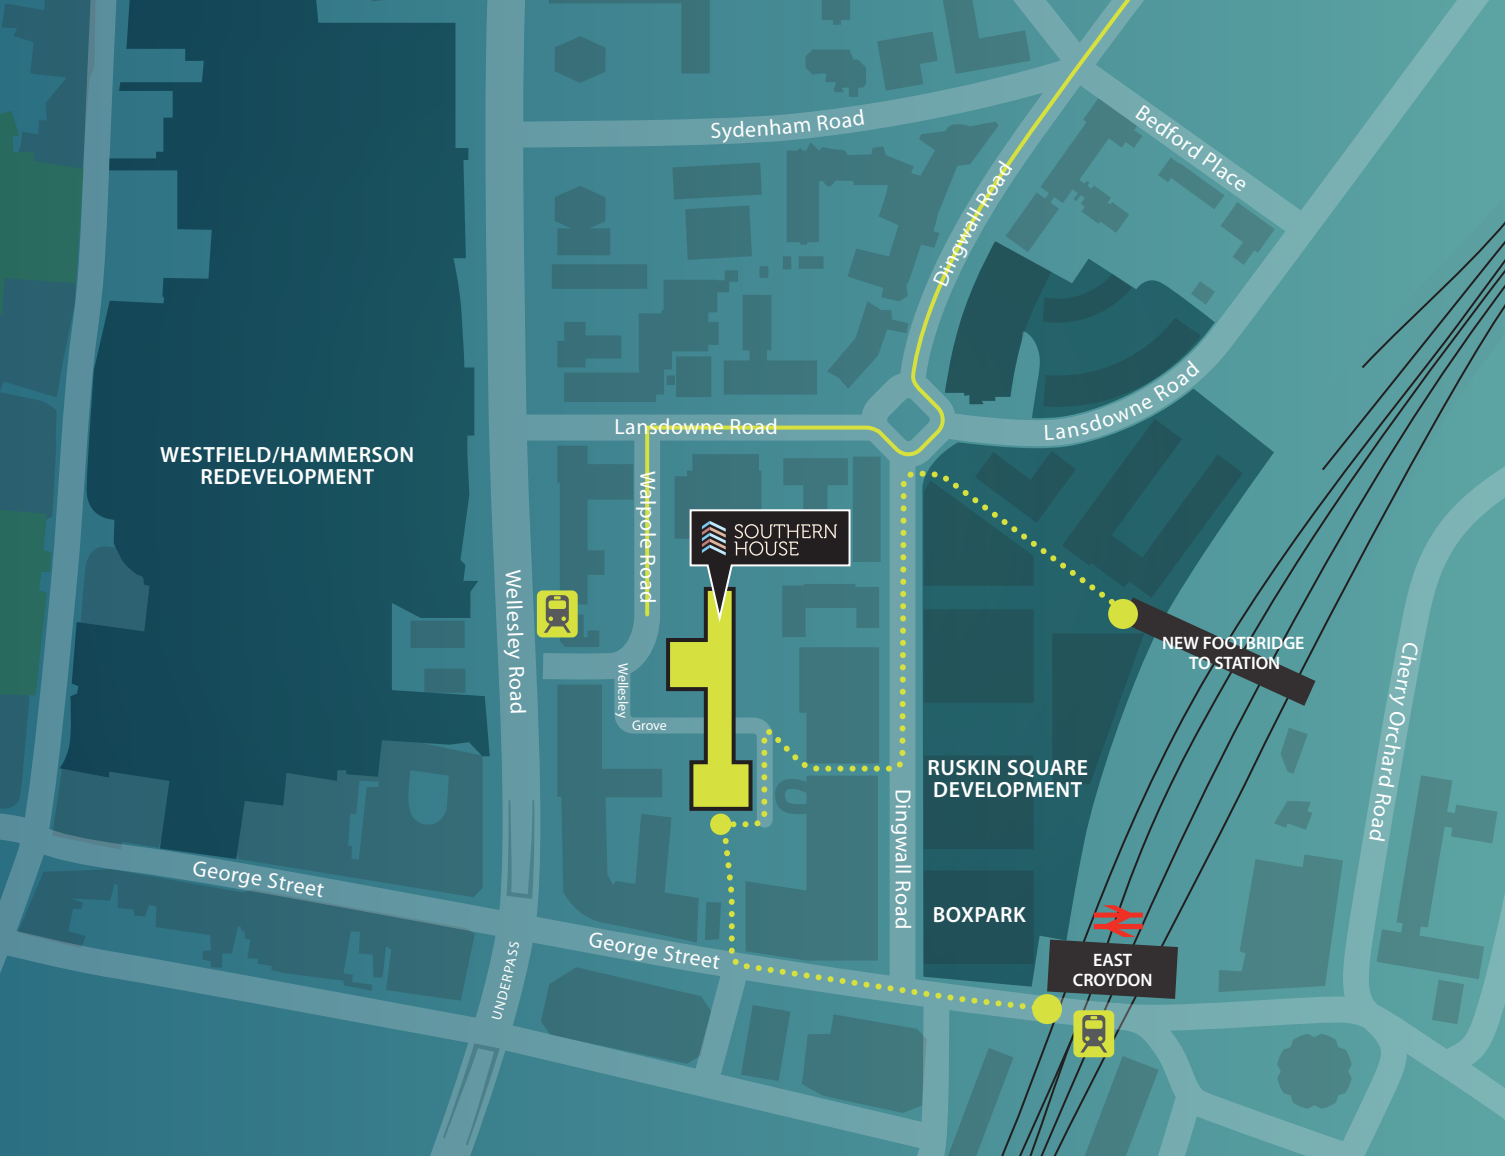 Sydenham Road
Bedford Place
Dingwall Road
Lansdowne Road
Lansdowne Road
WESTFIELD/HAMMERSON
REDEVELOPMENT
Walpole Road
SOUTHERN
HOUSE
Wellesley Road
NEW FOOTBRIDGE
TO STATION
Wellesley
Grove
Cherry Orchard Road
RUSKIN SQUARE
DEVELOPMENT
Dingwall Road
George Street
BOXPARK
George Street
UNDERPASS
EAST
CROYDON